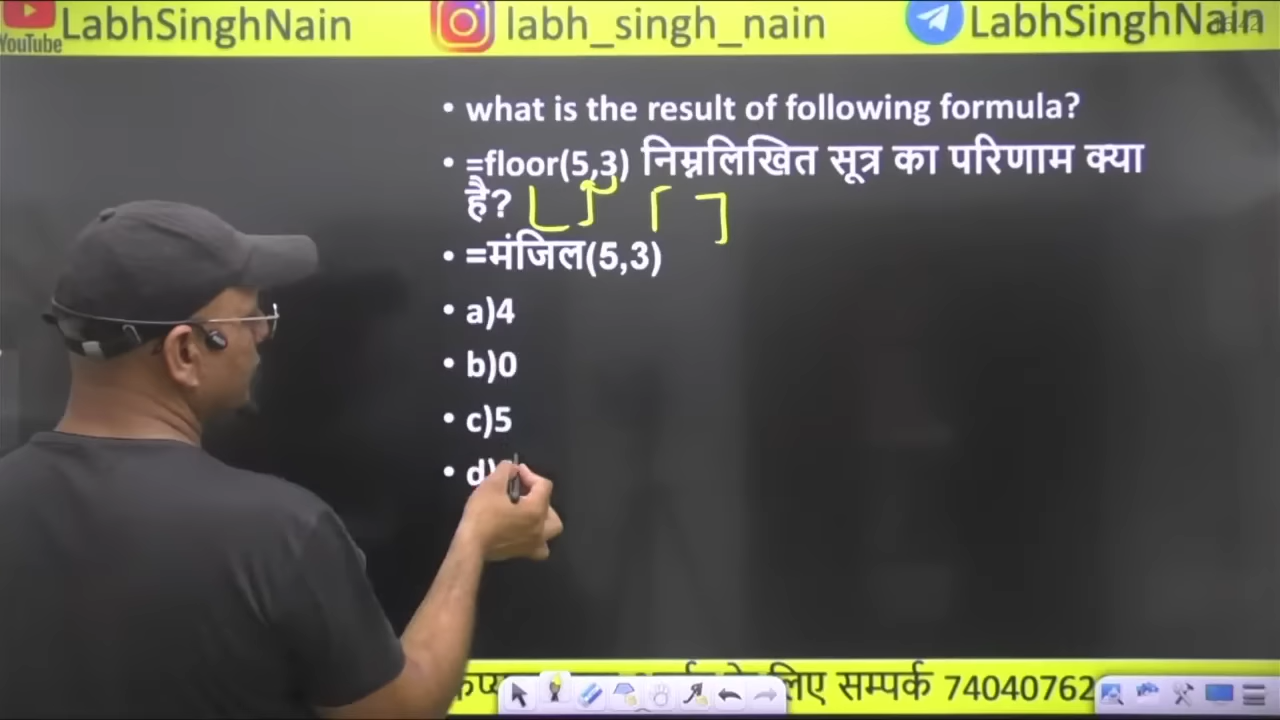 YouTube LabhSinghNain labh_singh_nain LabhSinghNain
• what is the result of following formula?
• =floor(5,3) निम्नलिखित सूत्र का परिणाम क्या
है?
• =मंजिल(5,3)
• a)4
• b)0
• c)5
• d)
लिए सम्पर्क 74040762